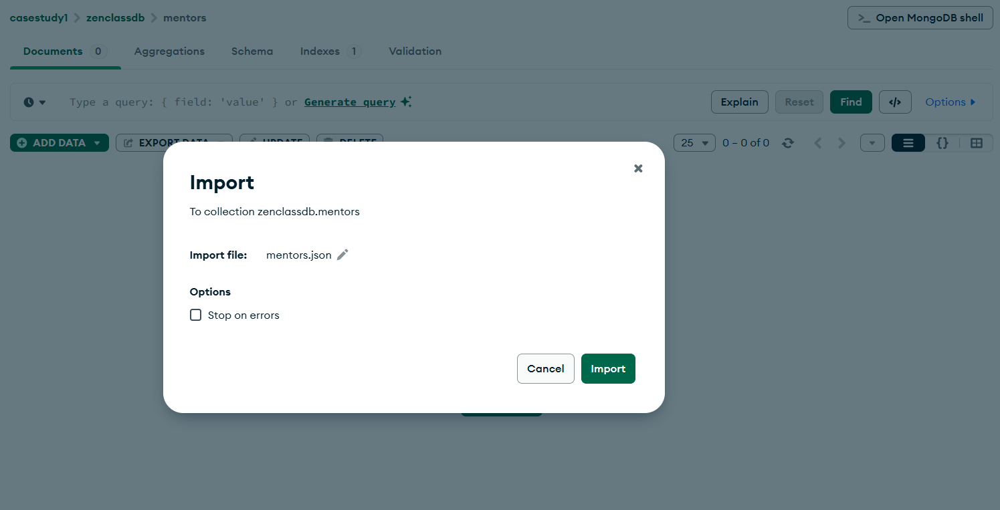 casestudy1 > zenclassdb > mentors
>_ Open MongoDB shell
Documents 0 Aggregations Schema Indexes 1 Validation
Type a query: { field: 'value' } or Generate query
Explain Reset Find </> Options
ADD DATA EXPORT DATA UPDATE DELETE 25 0 – 0 of 0 {}
Import
To collection zenclassdb.mentors
Import file: mentors.json
Options
Stop on errors
Cancel Import